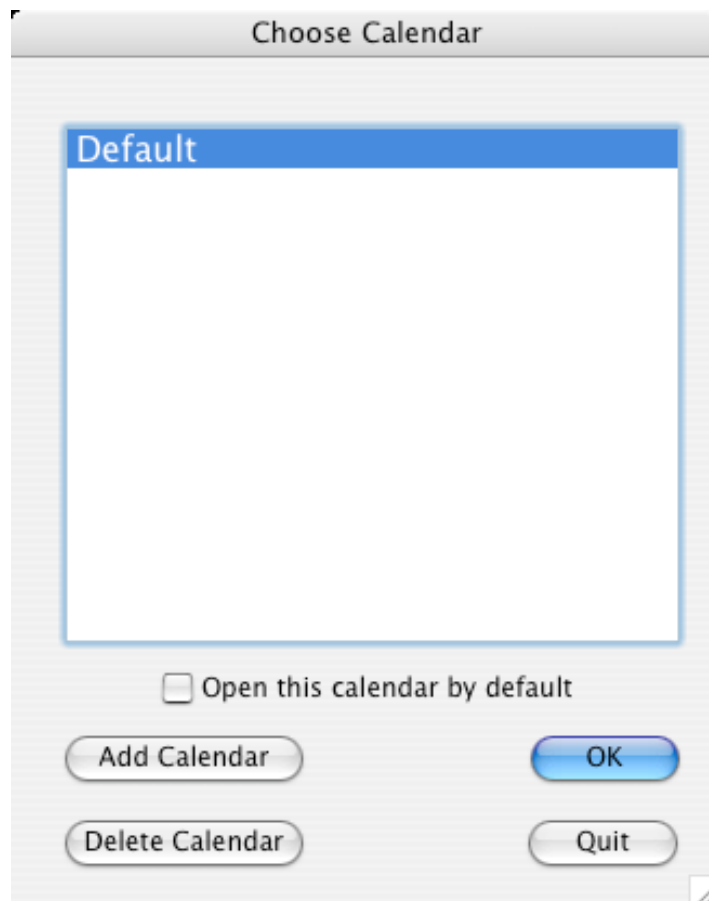 Choose Calendar
Default
Open this calendar by default
Add Calendar
OK
Delete Calendar
Quit